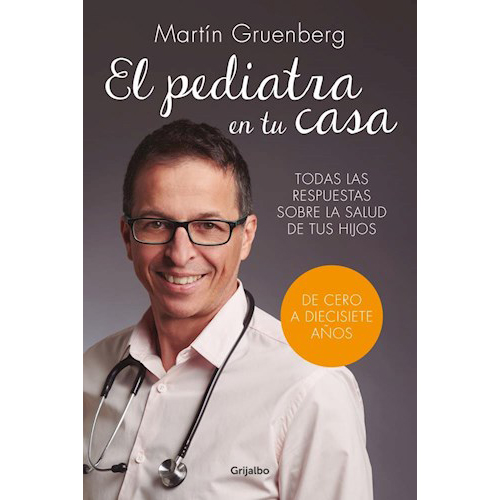 Martín Gruenberg
El pediatra
en tu casa
TODAS LAS
RESPUESTAS
SOBRE LA SALUD
DE TUS HIJOS
DE CERO
A DIECISIETE
AÑOS
Grijalbo